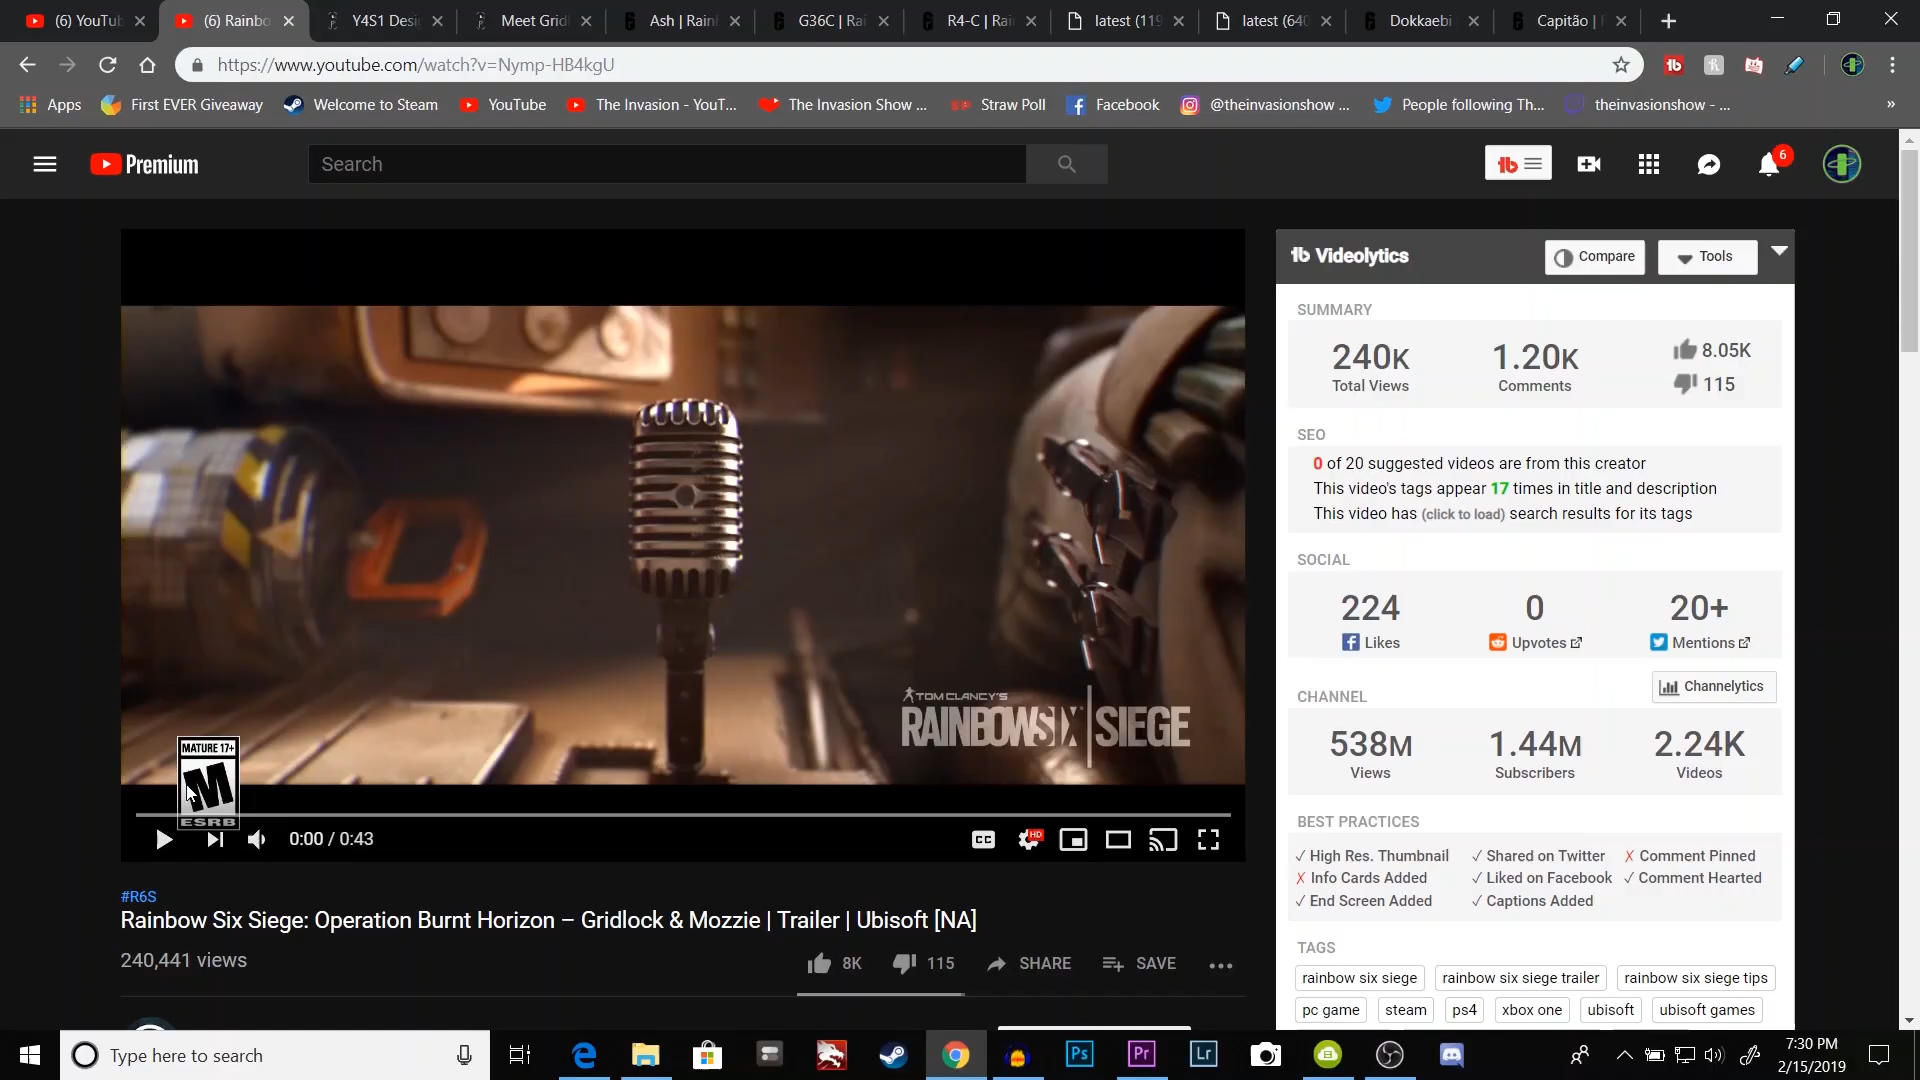 (6) YouTub
(6) Rainbo
Y4S1 Desi
Meet Gridl
Ash | Rainb
G36C | Rai
R4-C | Rain
latest (119
latest (640
Dokkaebi
Capitão |
https://www.youtube.com/watch?v=Nymp-HB4kgU
Apps
First EVER Giveaway
Welcome to Steam
YouTube
The Invasion - YouT...
The Invasion Show ...
Straw Poll
Facebook
@theinvasionshow ...
People following Th...
theinvasionshow - ...
»
Premium
Search
6
Videolytics
Compare
Tools
SUMMARY
240K
Total Views
1.20K
Comments
8.05K
115
SEO
0 of 20 suggested videos are from this creator
This video's tags appear 17 times in title and description
This video has (click to load) search results for its tags
SOCIAL
224
Likes
0
Upvotes
20+
Mentions
CHANNEL
Channelytics
538M
Views
1.44M
Subscribers
2.24K
Videos
BEST PRACTICES
✓ High Res. Thumbnail ✓ Shared on Twitter ✗ Comment Pinned
✗ Info Cards Added ✓ Liked on Facebook ✓ Comment Hearted
✓ End Screen Added ✓ Captions Added
TAGS
rainbow six siege
rainbow six siege trailer
rainbow six siege tips
pc game
steam
ps4
xbox one
ubisoft
ubisoft games
TOM CLANCY'S
RAINBOW SIX | SIEGE
MATURE 17+
M
ESRB
0:00 / 0:43
CC
HD
#R6S
Rainbow Six Siege: Operation Burnt Horizon – Gridlock & Mozzie | Trailer | Ubisoft [NA]
240,441 views
8K
115
SHARE
SAVE
Type here to search
Ps
Pr
Lr
7:30 PM
2/15/2019